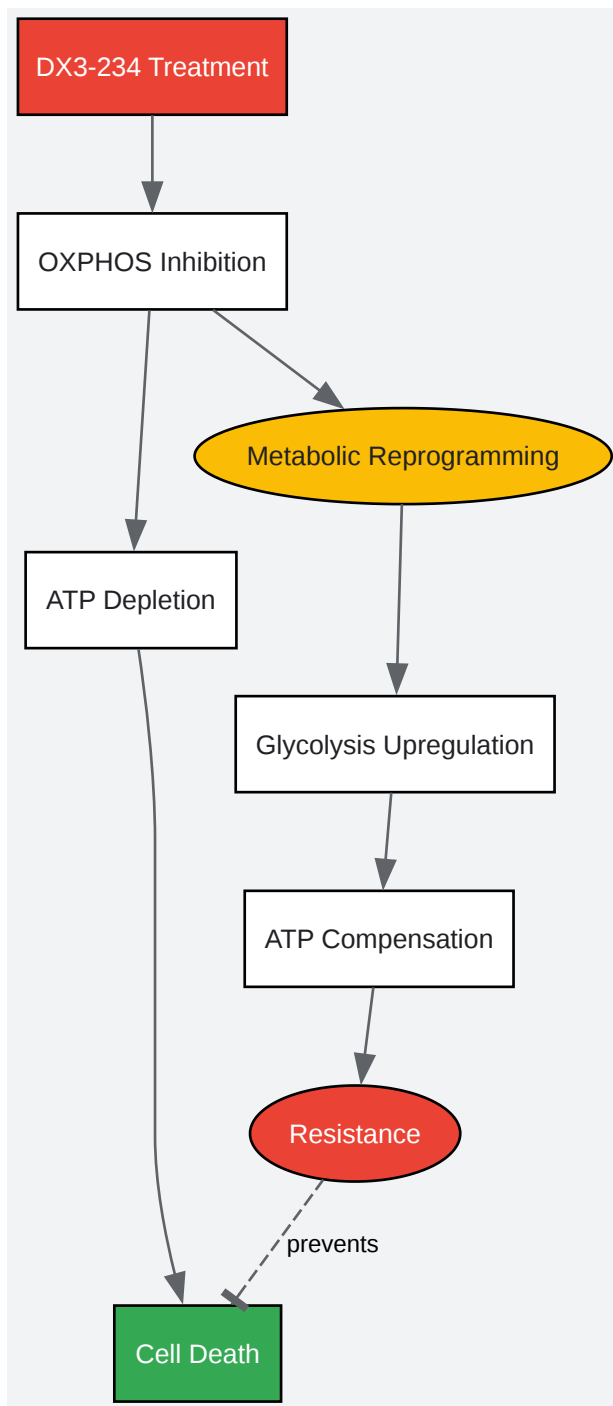 DX3-234 Treatment
OXPHOS Inhibition
Metabolic Reprogramming
ATP Depletion
Glycolysis Upregulation
ATP Compensation
Resistance
prevents
Cell Death